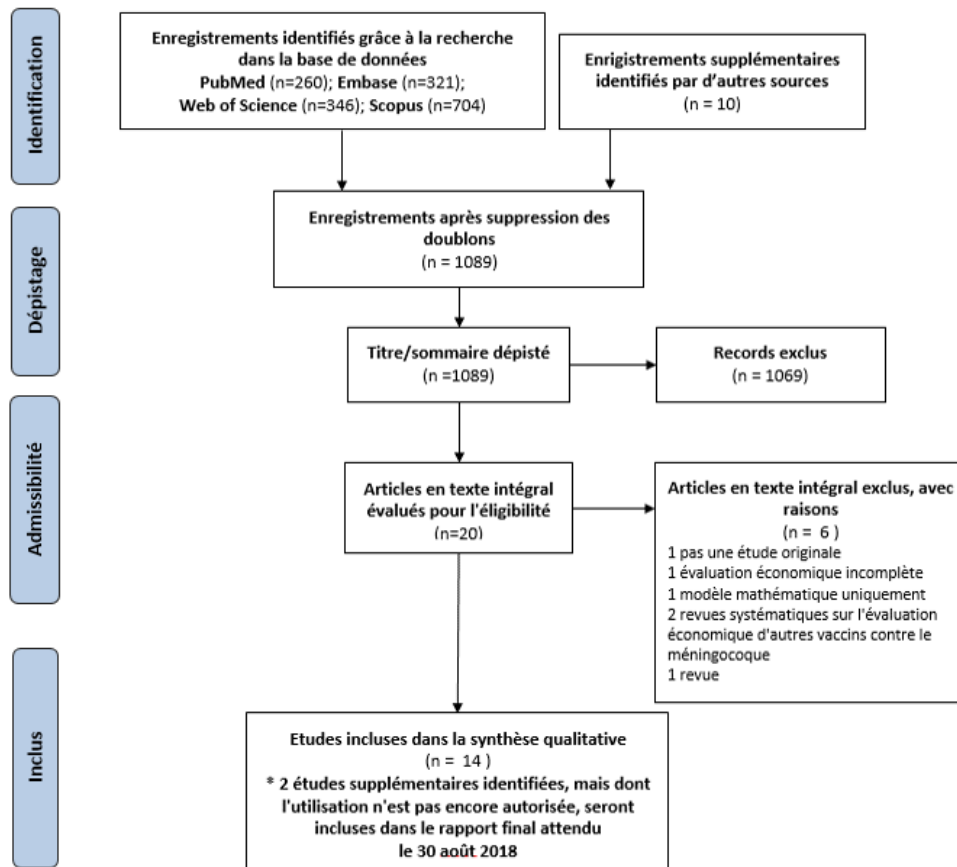 Identification
Enregistrements identifiés grâce à la recherche
dans la base de données
PubMed (n=260); Embase (n=321);
Web of Science (n=346); Scopus (n=704)
Enrigistrements supplémentaires
identifiés par d'autres sources
(n = 10)
Dépistage
Enregistrements après suppression des
doublons
(n = 1089)
Titre/sommaire dépisté
(n =1089)
Records exclus
(n = 1069)
Admissibilité
Articles en texte intégral
évalués pour l'éligibilité
(n=20)
Articles en texte intégral exclus, avec
raisons
(n = 6 )
1 pas une étude originale
1 évaluation économique incomplète
1 modèle mathématique uniquement
2 revues systématiques sur l'évaluation
économique d'autres vaccins contre le
méningocoque
1 revue
Inclus
Etudes incluses dans la synthèse qualitative
(n = 14 )
* 2 études supplémentaires identifiées, mais dont
l'utilisation n'est pas encore autorisée, seront
incluses dans le rapport final attendu
le 30 août 2018